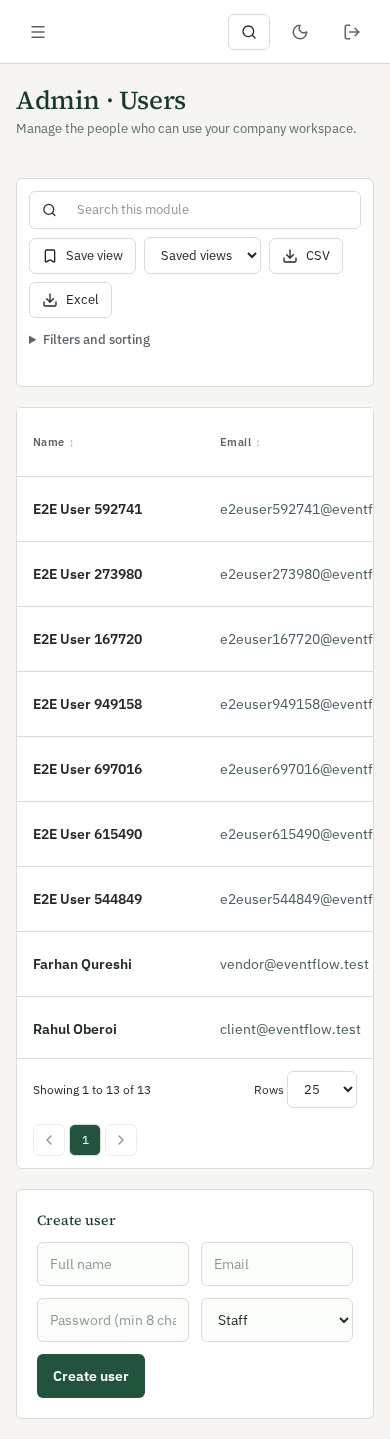 Admin · Users
Manage the people who can use your company workspace.
Search this module
Save view
Saved views
CSV
Excel
Filters and sorting
Name ↕ Email ↕
E2E User 592741 e2euser592741@eventf
E2E User 273980 e2euser273980@eventf
E2E User 167720 e2euser167720@eventf
E2E User 949158 e2euser949158@eventf
E2E User 697016 e2euser697016@eventf
E2E User 615490 e2euser615490@eventf
E2E User 544849 e2euser544849@eventf
Farhan Qureshi vendor@eventflow.test
Rahul Oberoi client@eventflow.test
Showing 1 to 13 of 13 Rows 25
1
Create user
Full name Email
Password (min 8 cha Staff
Create user